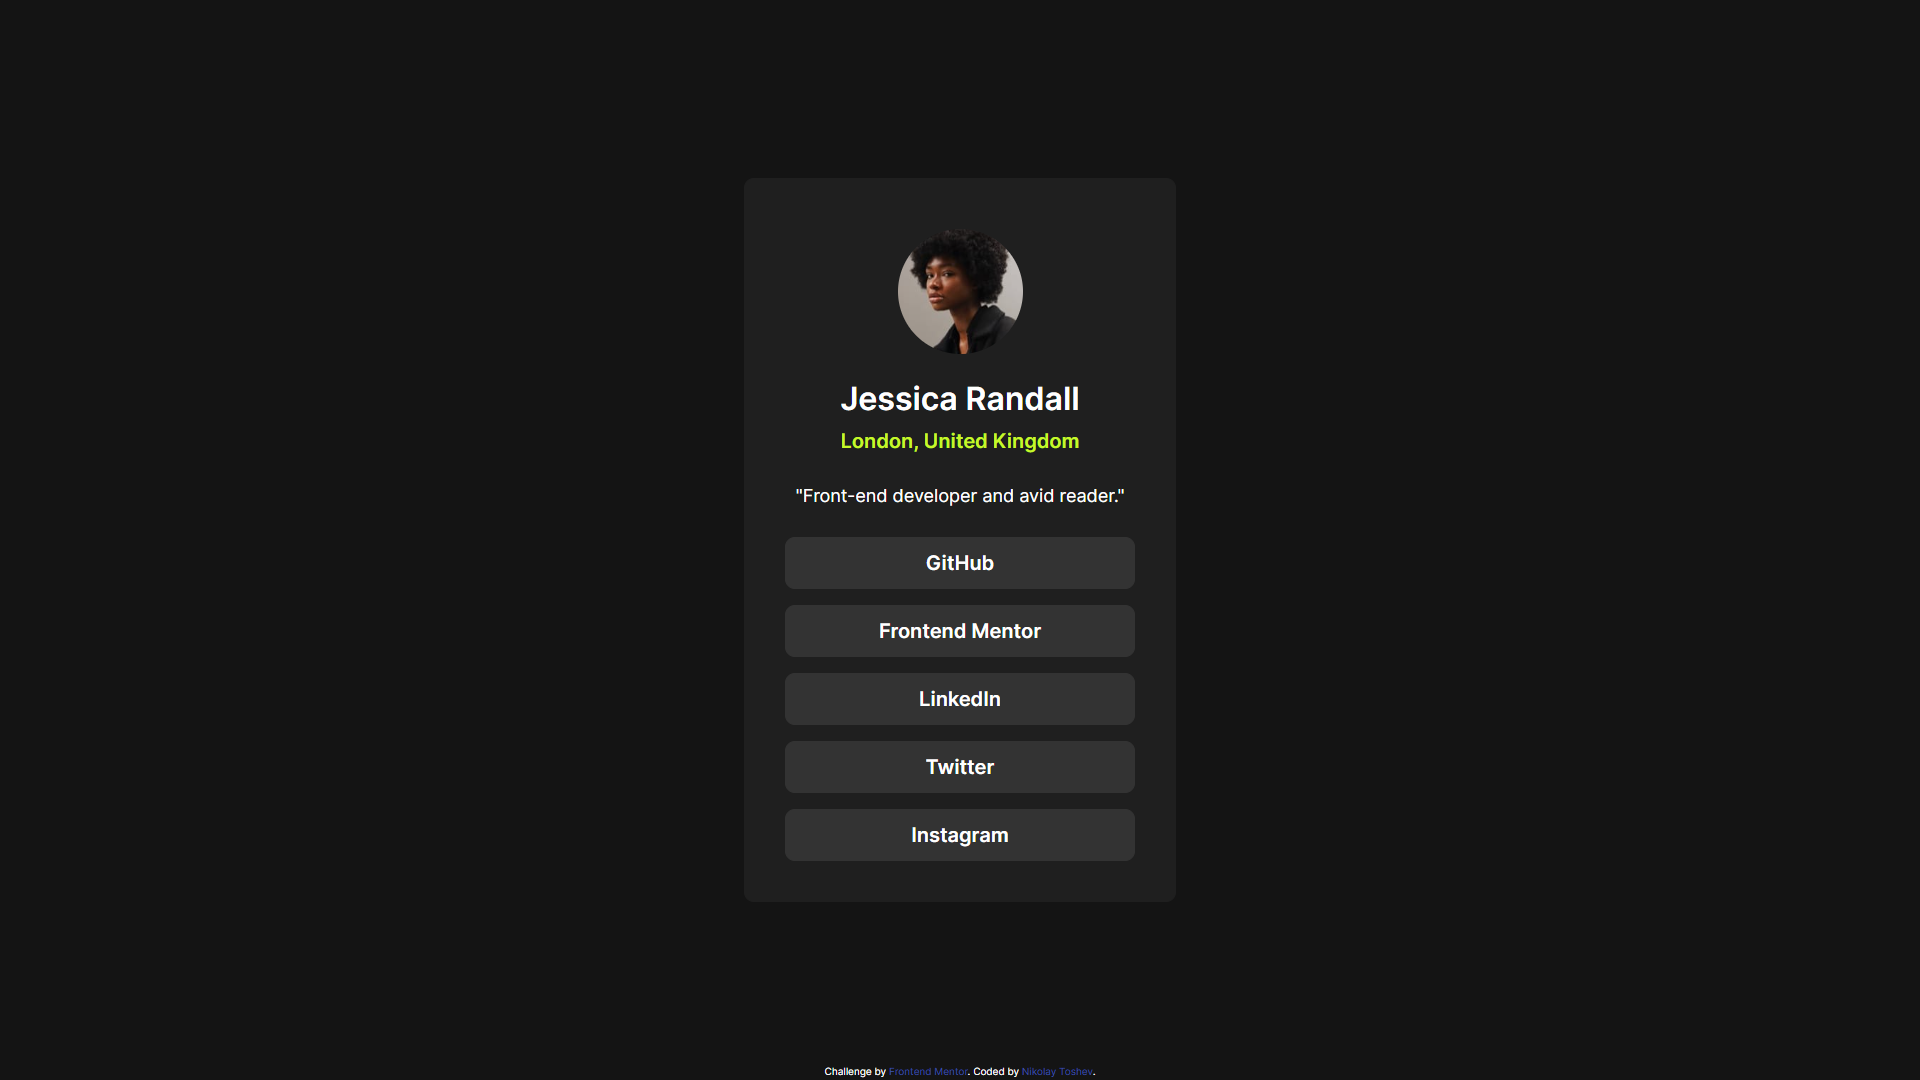 Jessica Randall
London, United Kingdom
"Front-end developer and avid reader."
GitHub
Frontend Mentor
LinkedIn
Twitter
Instagram
Challenge by Frontend Mentor. Coded by Nikolay Toshev.